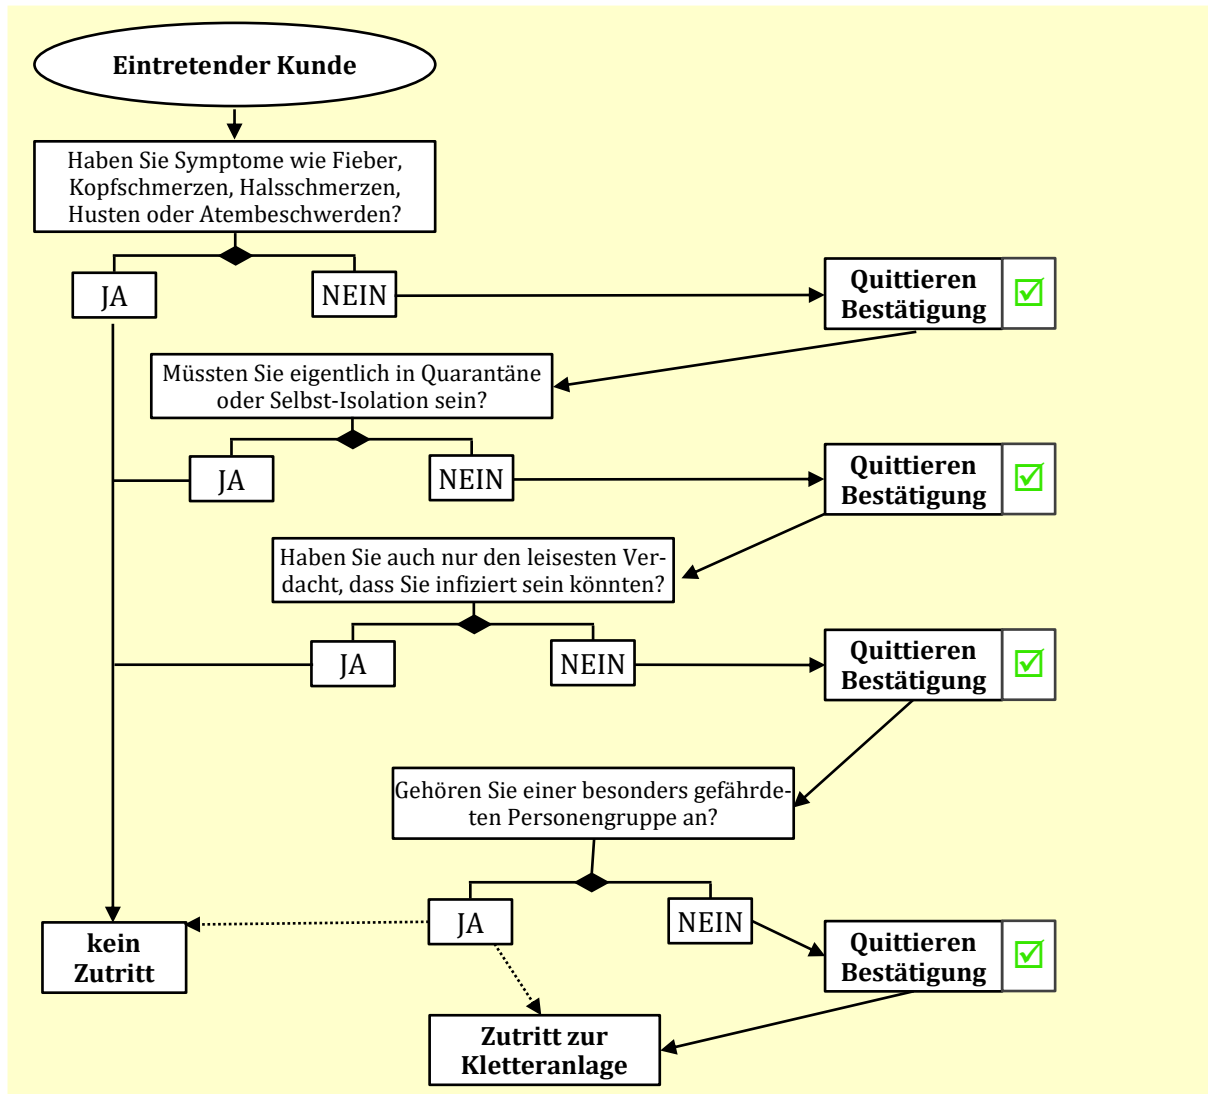 Eintretender Kunde
Haben Sie Symptome wie Fieber,
Kopfschmerzen, Halsschmerzen,
Husten oder Atembeschwerden?
JA
NEIN
Quittieren
Bestätigung
Müssten Sie eigentlich in Quarantäne
oder Selbst-Isolation sein?
JA
NEIN
Quittieren
Bestätigung
Haben Sie auch nur den leisesten Ver-
dacht, dass Sie infiziert sein könnten?
JA
NEIN
Quittieren
Bestätigung
Gehören Sie einer besonders gefährde-
ten Personengruppe an?
JA
NEIN
kein
Zutritt
Quittieren
Bestätigung
Zutritt zur
Kletteranlage